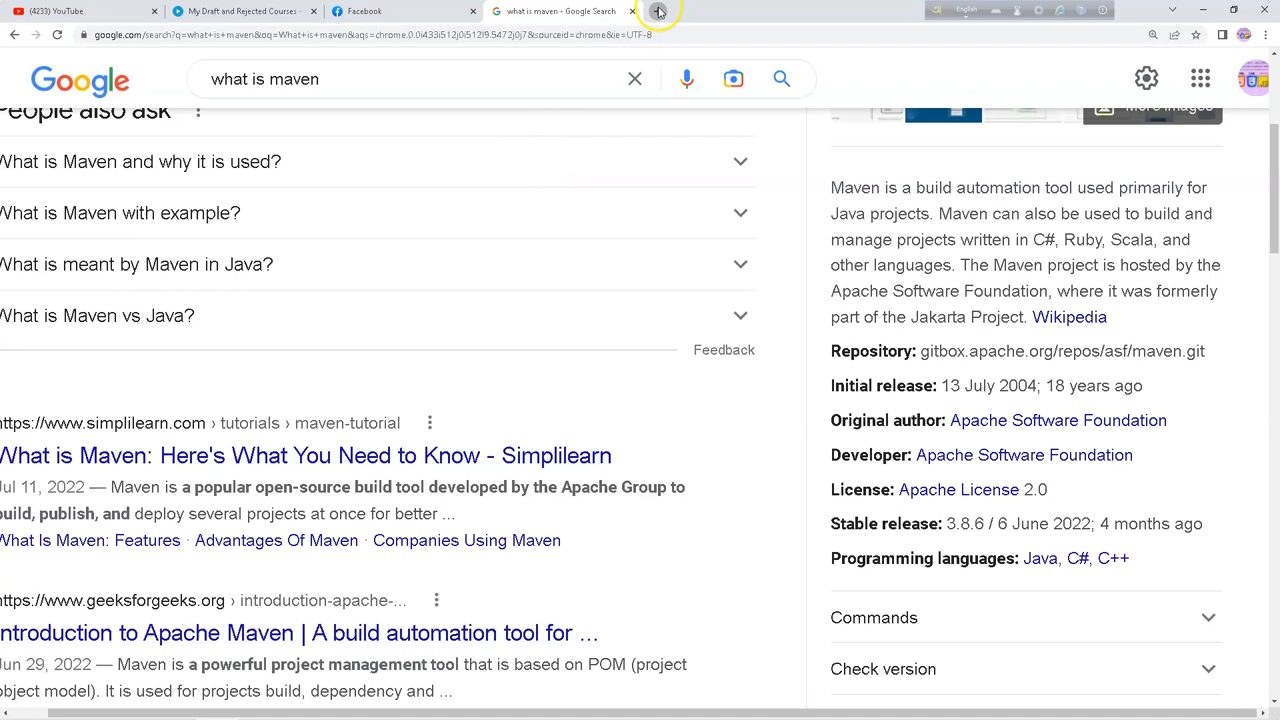 (4233) YouTube
My Draft and Rejected Courses -
Facebook
what is maven - Google Search
English
google.com/search?q=what+is+maven&oq=What+is+maven&aqs=chrome.0.0i433i512j0i512l9.5472j0j7&sourceid=chrome&ie=UTF-8
Google
what is maven
People also ask
More images
What is Maven and why it is used?
What is Maven with example?
What is meant by Maven in Java?
What is Maven vs Java?
Feedback
https://www.simplilearn.com › tutorials › maven-tutorial
What is Maven: Here's What You Need to Know - Simplilearn
Jul 11, 2022 — Maven is a popular open-source build tool developed by the Apache Group to
build, publish, and deploy several projects at once for better ...
What Is Maven: Features · Advantages Of Maven · Companies Using Maven
https://www.geeksforgeeks.org › introduction-apache-...
Introduction to Apache Maven | A build automation tool for ...
Jun 29, 2022 — Maven is a powerful project management tool that is based on POM (project
object model). It is used for projects build, dependency and ...
Maven is a build automation tool used primarily for
Java projects. Maven can also be used to build and
manage projects written in C#, Ruby, Scala, and
other languages. The Maven project is hosted by the
Apache Software Foundation, where it was formerly
part of the Jakarta Project. Wikipedia
Repository: gitbox.apache.org/repos/asf/maven.git
Initial release: 13 July 2004; 18 years ago
Original author: Apache Software Foundation
Developer: Apache Software Foundation
License: Apache License 2.0
Stable release: 3.8.6 / 6 June 2022; 4 months ago
Programming languages: Java, C#, C++
Commands
Check version